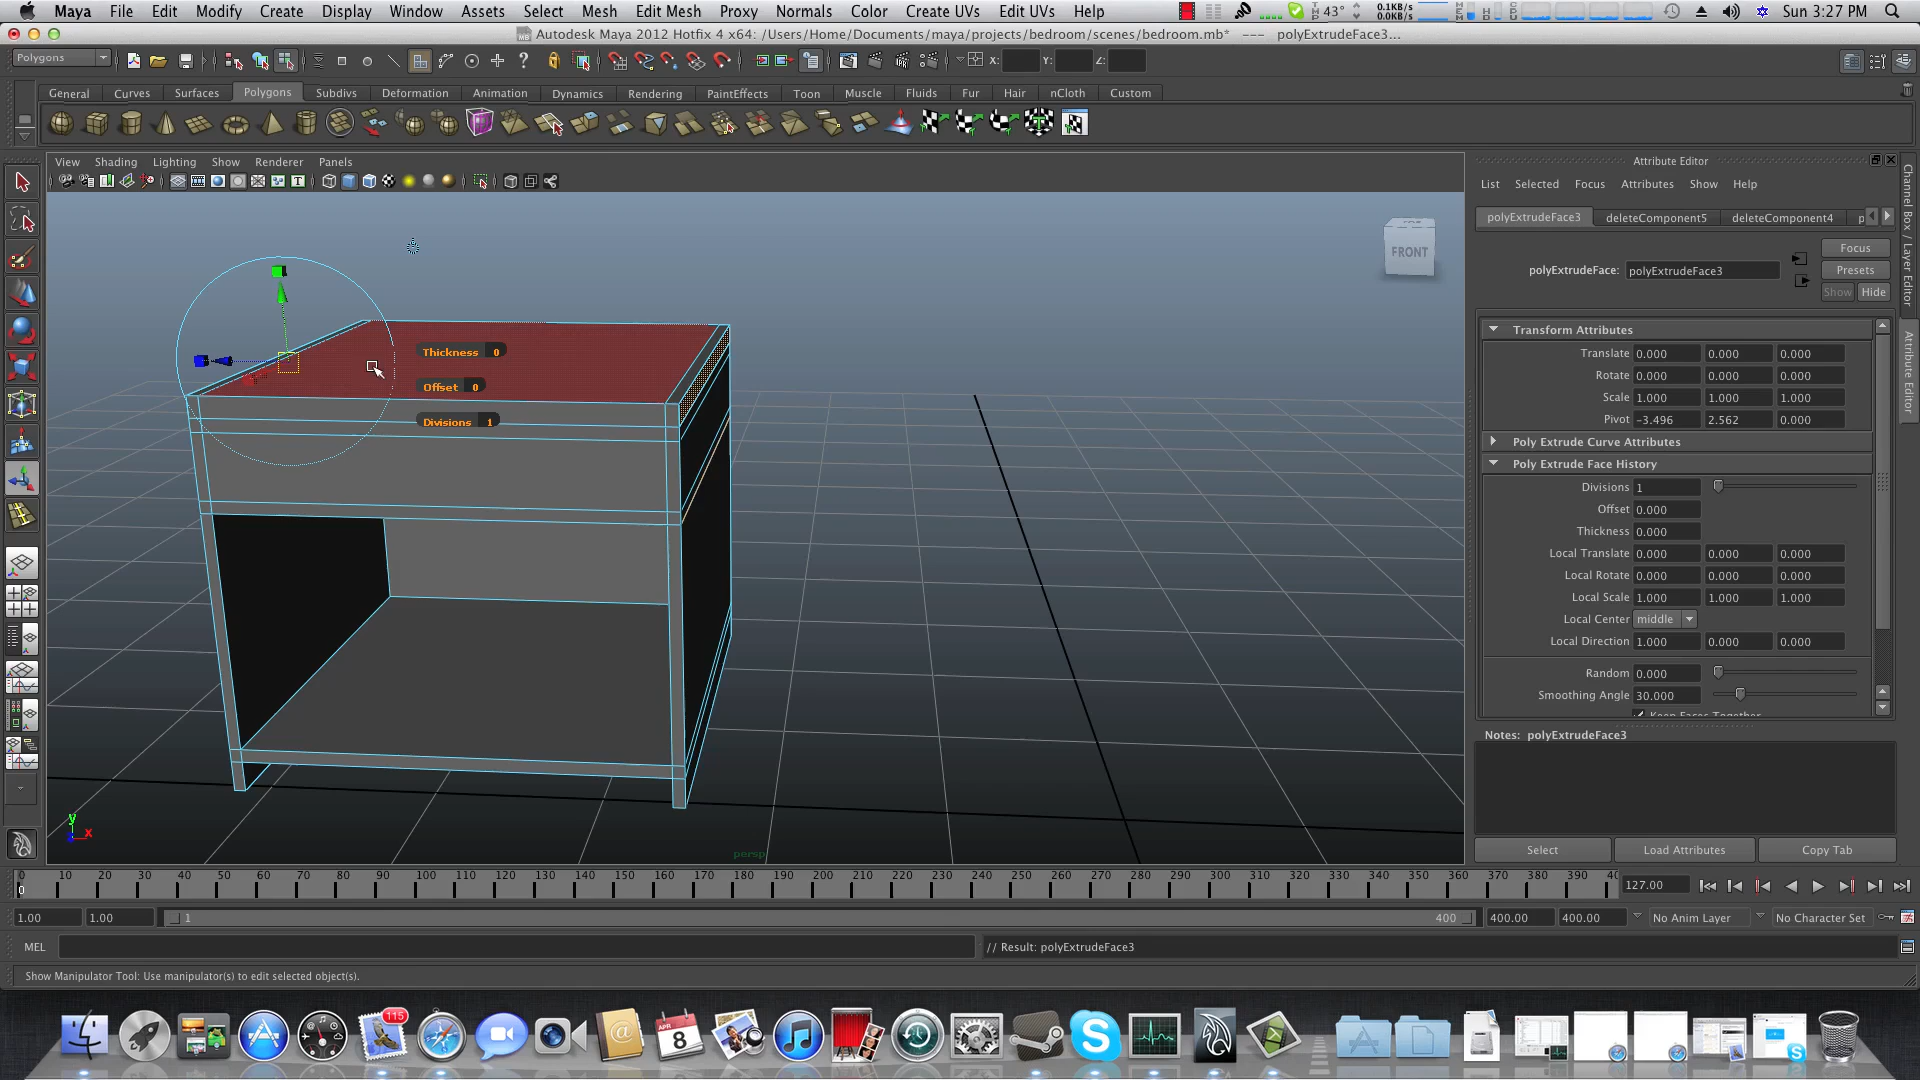 Maya File Edit Modify Create Display Window Assets Select Mesh Edit Mesh Proxy Normals Color Create UVs Edit UVs Help 43° 0.1KB/s 0.0KB/s Sun 3:27 PM
Autodesk Maya 2012 Hotfix 4 x64: /Users/Home/Documents/maya/projects/bedroom/scenes/bedroom.mb* --- polyExtrudeFace3...
Polygons X: Y: Z:
General Curves Surfaces Polygons Subdivs Deformation Animation Dynamics Rendering PaintEffects Toon Muscle Fluids Fur Hair nCloth Custom
View Shading Lighting Show Renderer Panels
Attribute Editor
List Selected Focus Attributes Show Help
polyExtrudeFace3 deleteComponent5 deleteComponent4 p
FRONT
TOP
Focus
polyExtrudeFace: polyExtrudeFace3 Presets
Show Hide
Transform Attributes
Translate 0.000 0.000 0.000
Rotate 0.000 0.000 0.000
Scale 1.000 1.000 1.000
Pivot -3.496 2.562 0.000
Poly Extrude Curve Attributes
Poly Extrude Face History
Divisions 1
Offset 0.000
Thickness 0.000
Local Translate 0.000 0.000 0.000
Local Rotate 0.000 0.000 0.000
Local Scale 1.000 1.000 1.000
Local Center middle
Local Direction 1.000 0.000 0.000
Random 0.000
Smoothing Angle 30.000
Keep Faces Together
Notes: polyExtrudeFace3
Select Load Attributes Copy Tab
Channel Box / Layer Editor
Attribute Editor
Thickness 0
Offset 0
Divisions 1
y
x
persp
0 10 20 30 40 50 60 70 80 90 100 110 120 130 140 150 160 170 180 190 200 210 220 230 240 250 260 270 280 290 300 310 320 330 340 350 360 370 380 390 40
0
127.00
1.00 1.00 1 400 400.00 400.00 No Anim Layer No Character Set
MEL // Result: polyExtrudeFace3
Show Manipulator Tool: Use manipulator(s) to edit selected object(s).
115
APR
8